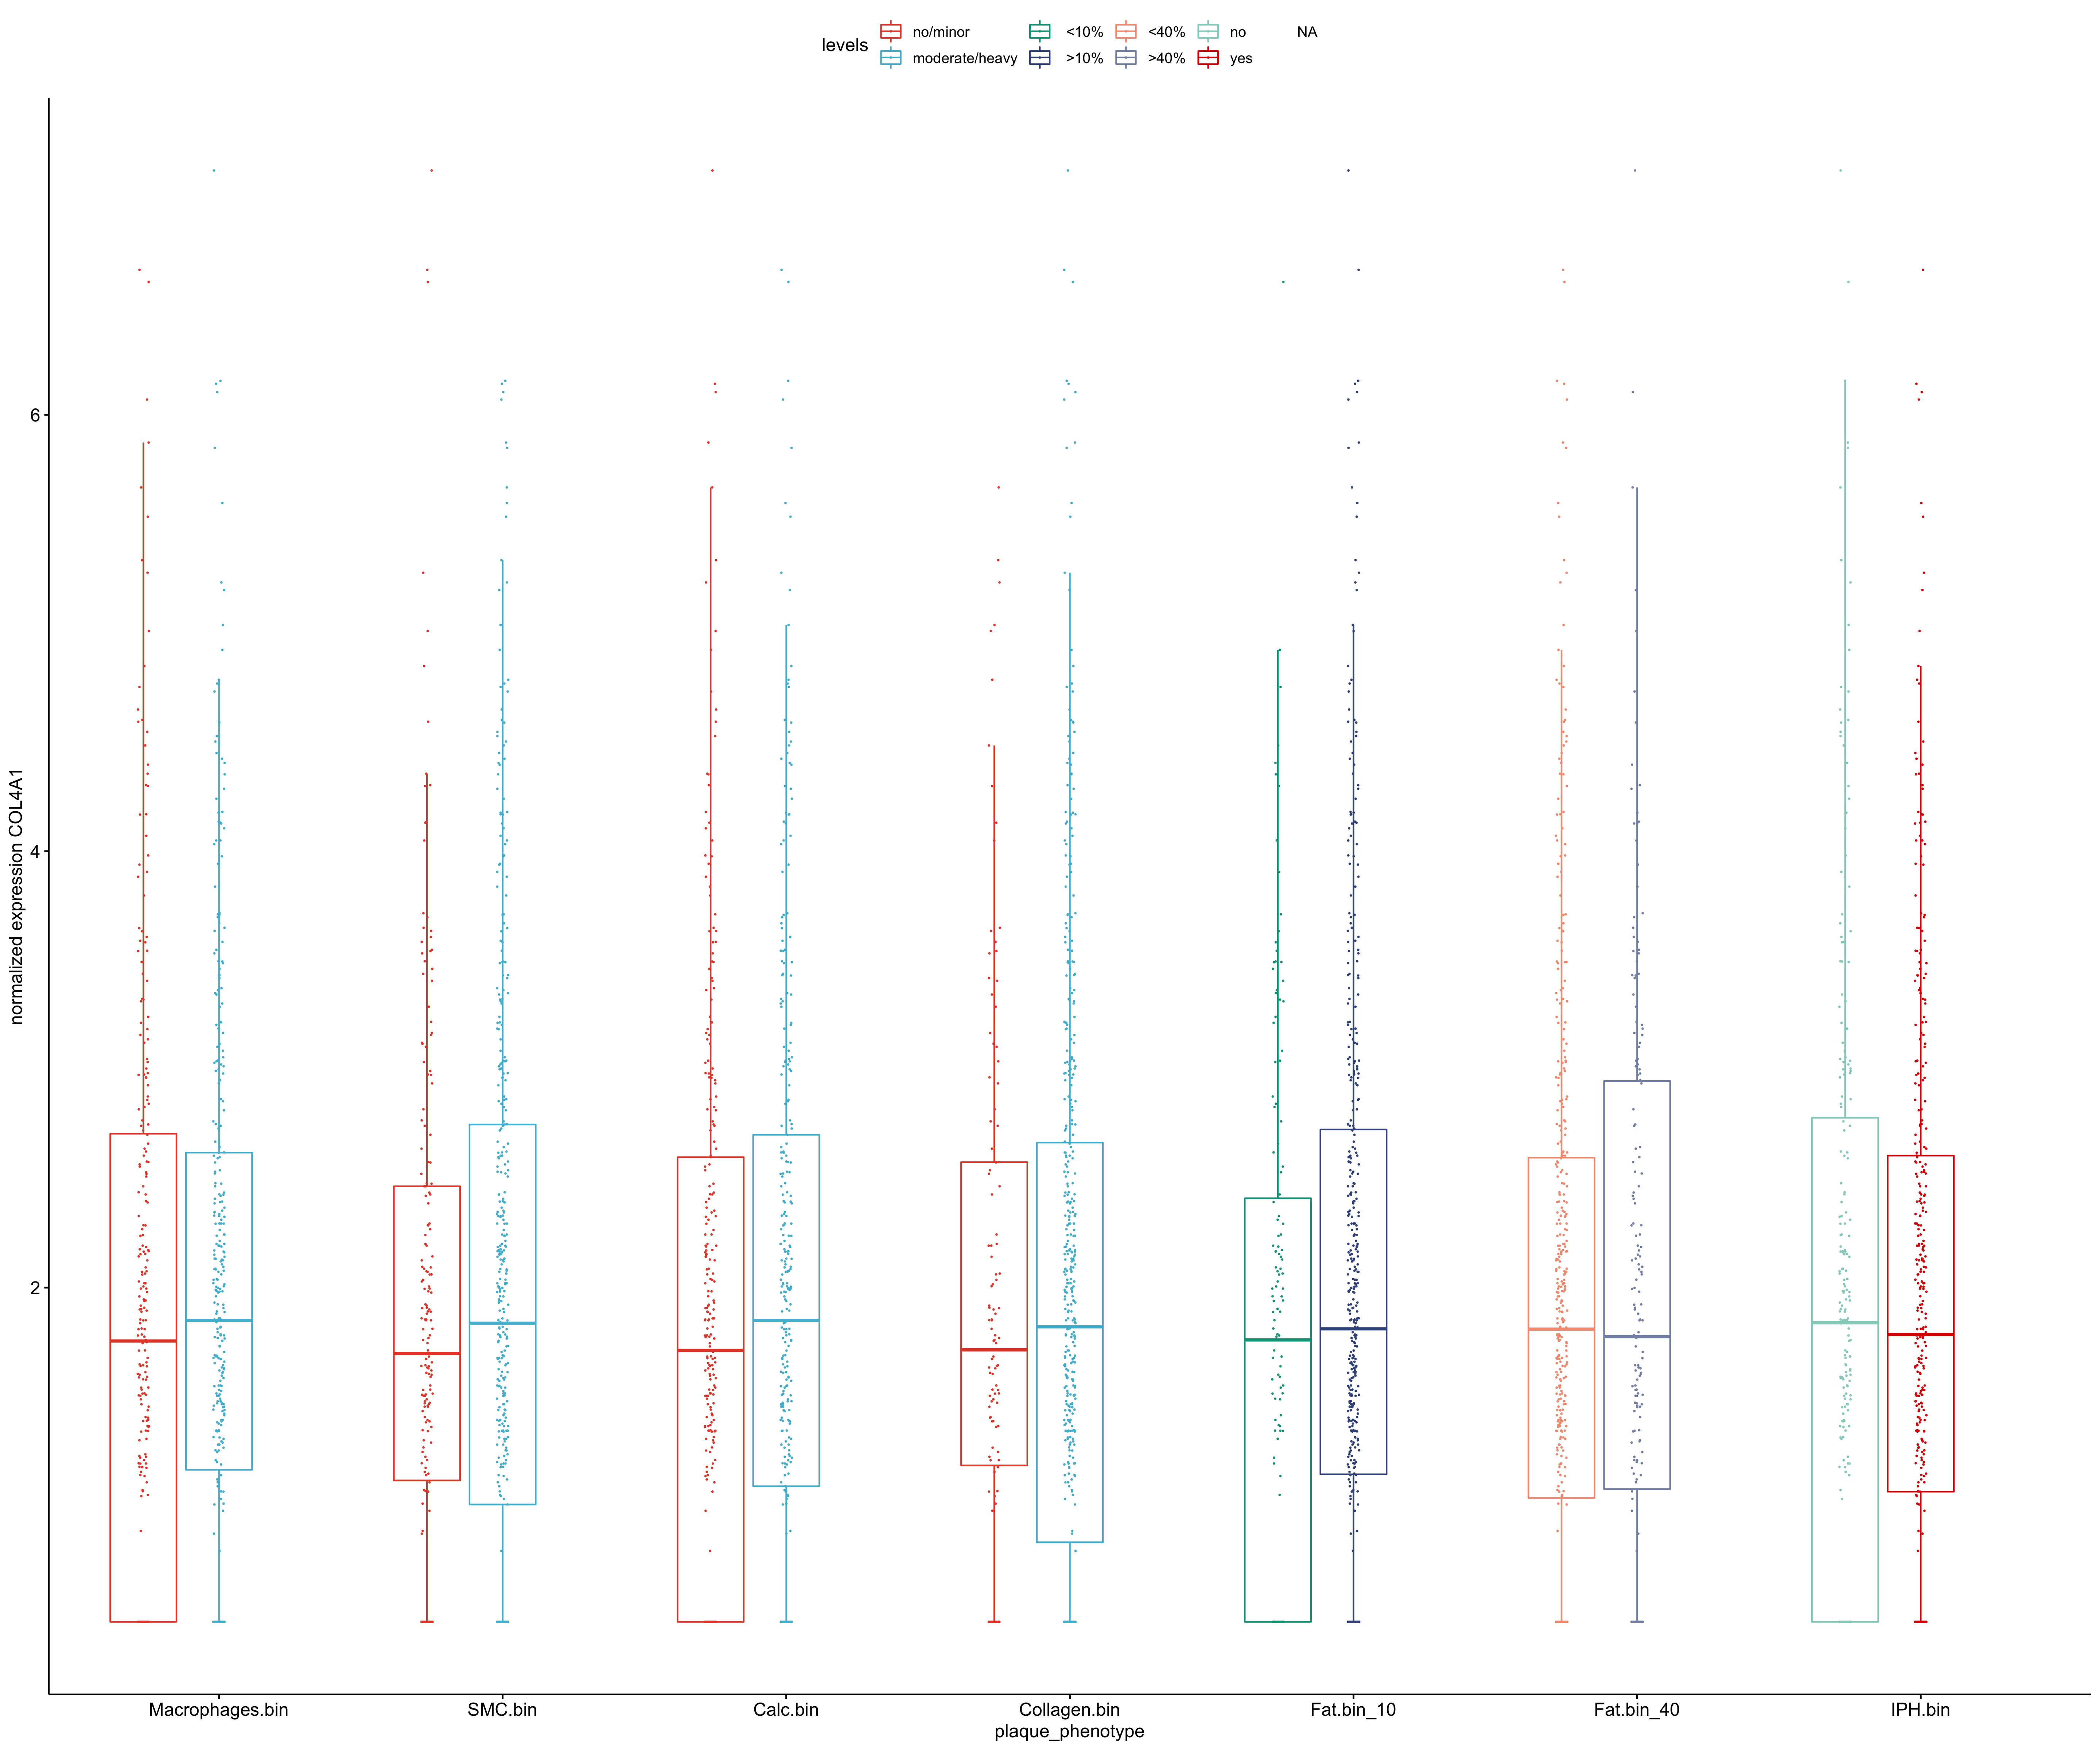 levels
no/minor
<10%
<40%
no
NA
moderate/heavy
>10%
>40%
yes
normalized expression COL4A1
6
4
2
Macrophages.bin
SMC.bin
Calc.bin
Collagen.bin
Fat.bin_10
Fat.bin_40
IPH.bin
plaque_phenotype